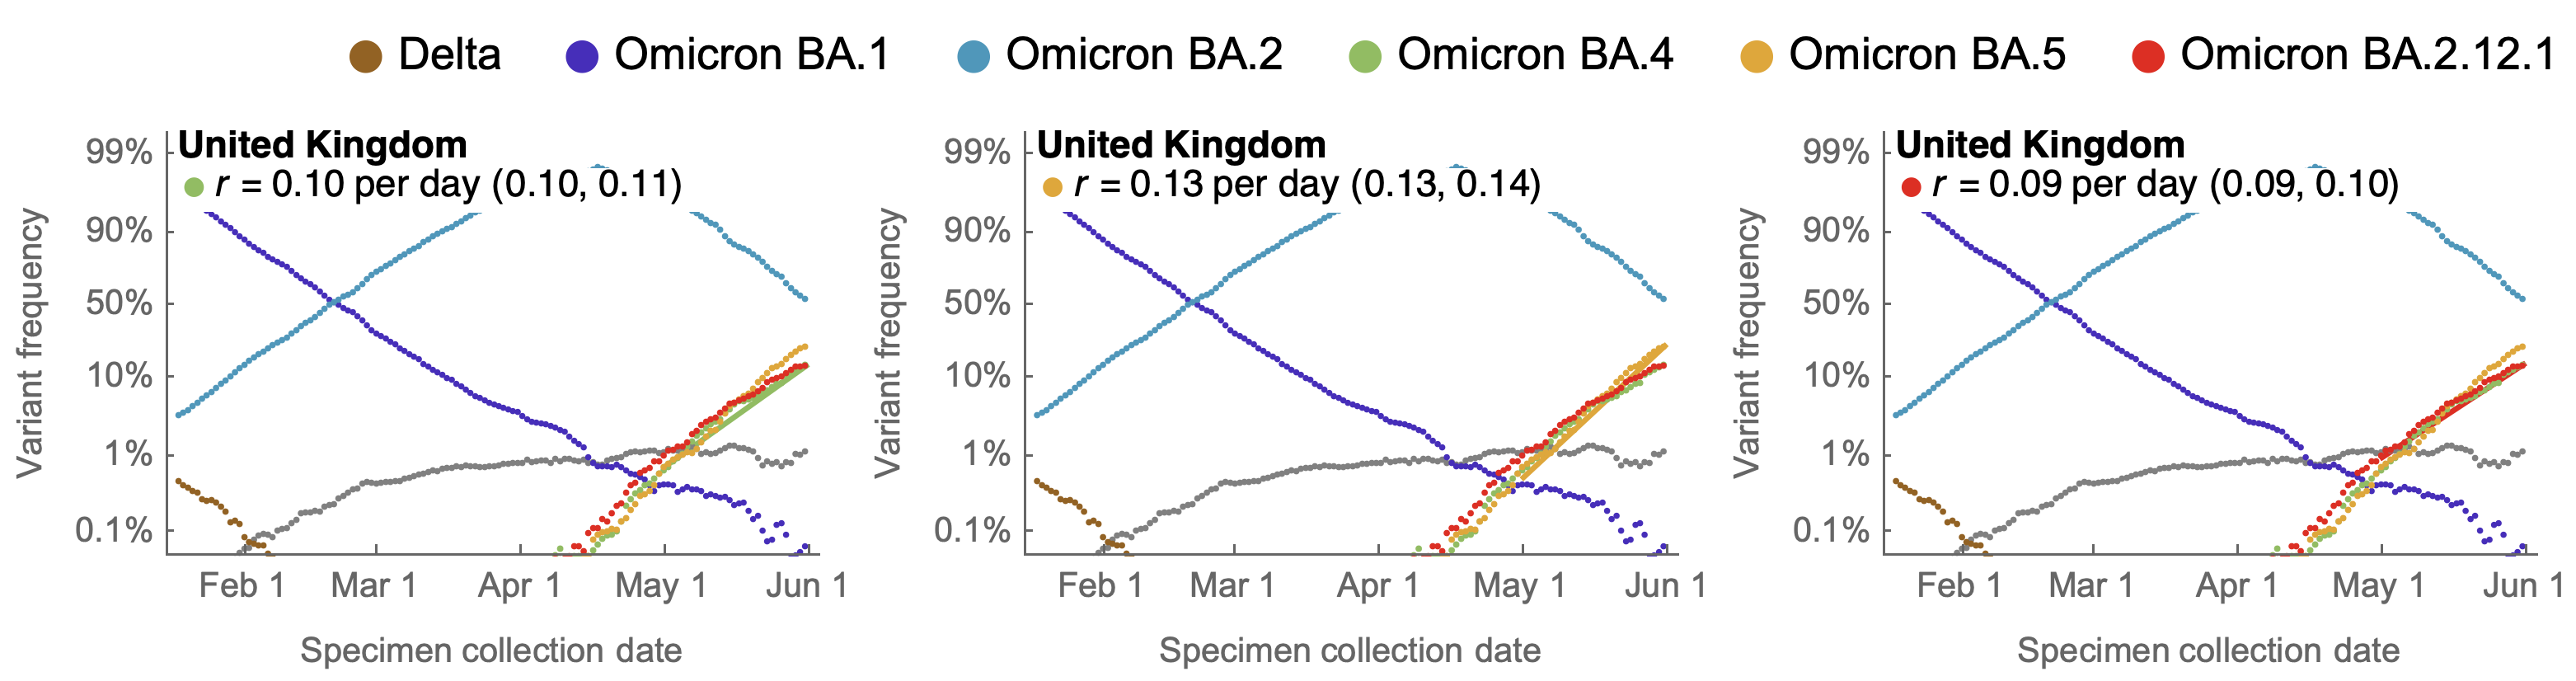 Delta Omicron BA.1 Omicron BA.2 Omicron BA.4 Omicron BA.5 Omicron BA.2.12.1
United Kingdom
r = 0.10 per day (0.10, 0.11)
99%
90%
50%
10%
1%
0.1%
Variant frequency
Feb 1 Mar 1 Apr 1 May 1 Jun 1
Specimen collection date
United Kingdom
r = 0.13 per day (0.13, 0.14)
99%
90%
50%
10%
1%
0.1%
Variant frequency
Feb 1 Mar 1 Apr 1 May 1 Jun 1
Specimen collection date
United Kingdom
r = 0.09 per day (0.09, 0.10)
99%
90%
50%
10%
1%
0.1%
Variant frequency
Feb 1 Mar 1 Apr 1 May 1 Jun 1
Specimen collection date